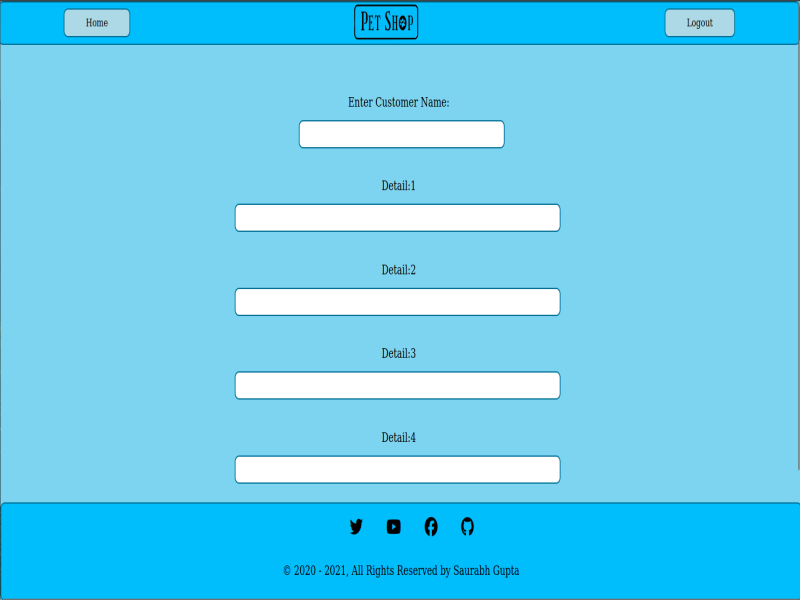 Home
Pet Shop
Logout
Enter Customer Name:
Detail:1
Detail:2
Detail:3
Detail:4
© 2020 - 2021, All Rights Reserved by Saurabh Gupta